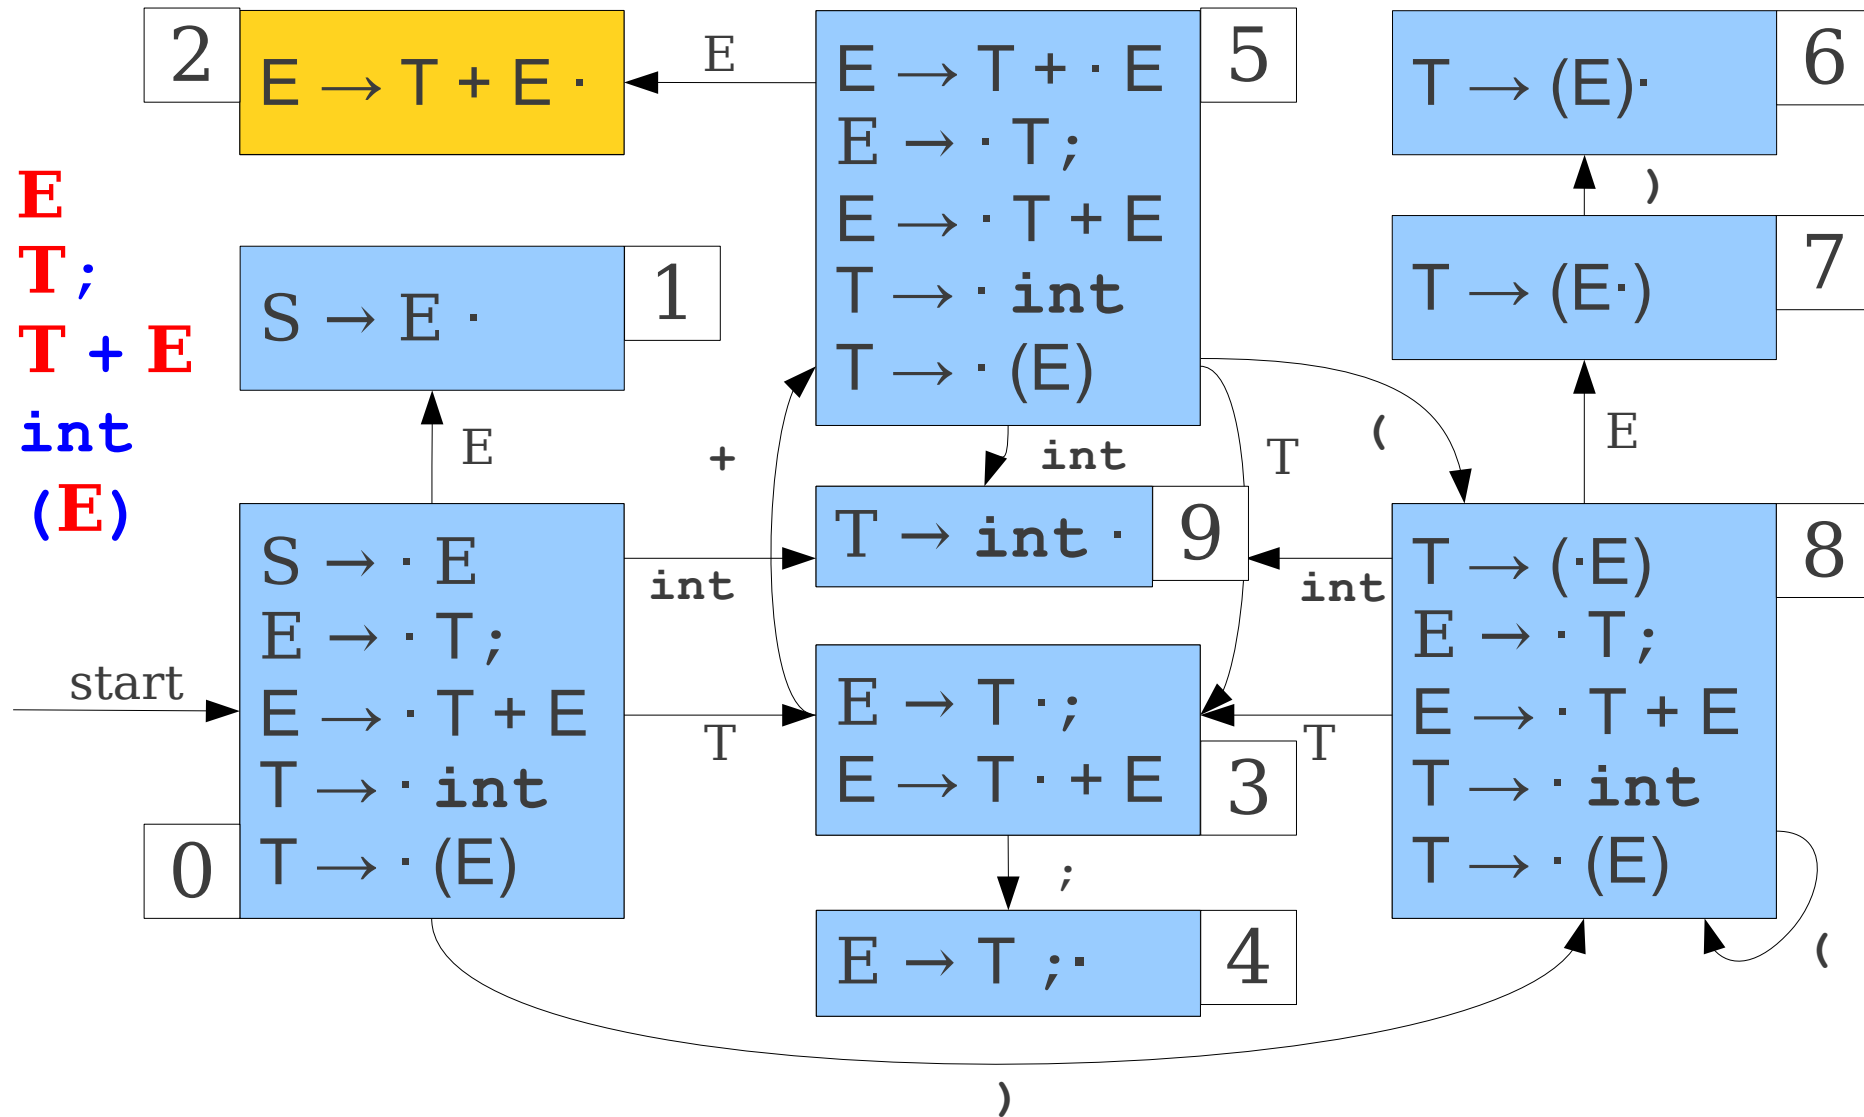 2
E → T + E ·
E
5
E → T + · E
E → · T ;
E → · T + E
T → · int
T → · (E)
6
T → (E)·
)
7
T → (E·)
E
E
T ;
T + E
int
(E)
1
S → E ·
E
+
int
T
(
9
T → int ·
int
int
start
0
S → · E
E → · T ;
E → · T + E
T → · int
T → · (E)
T
3
E → T · ;
E → T · + E
T
;
4
E → T ; ·
8
T → (·E)
E → · T ;
E → · T + E
T → · int
T → · (E)
(
)